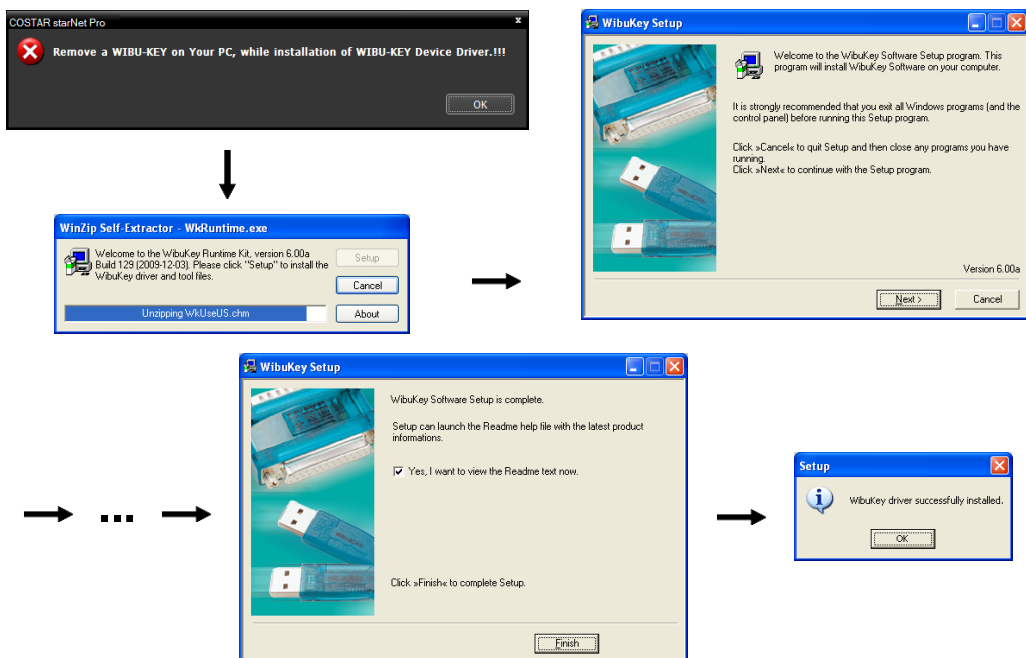 COSTAR starNet Pro
x
Remove a WIBU-KEY on Your PC, while installation of WIBU-KEY Device Driver.!!!
OK
WibuKey Setup
Welcome to the WibuKey Software Setup program. This
program will install WibuKey Software on your computer.
It is strongly recommended that you exit all Windows programs (and the
control panel) before running this Setup program.
Click »Cancel« to quit Setup and then close any programs you have
running.
Click »Next« to continue with the Setup program.
Version 6.00a
Next >
Cancel
WinZip Self-Extractor - WkRuntime.exe
Welcome to the WibuKey Runtime Kit, version 6.00a
Build 129 (2009-12-03). Please click "Setup" to install the
WibuKey driver and tool files.
Setup
Cancel
Unzipping WkUseUS.chm
About
WibuKey Setup
WibuKey Software Setup is complete.
Setup can launch the Readme help file with the latest product
informations.
Yes, I want to view the Readme text now.
Click »Finish« to complete Setup.
Finish
...
Setup
WibuKey driver successfully installed.
OK